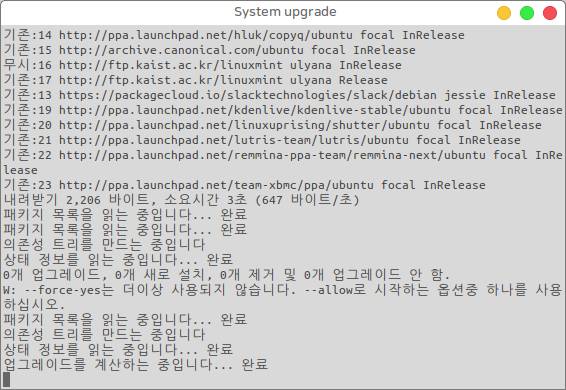 System upgrade
기존:14 http://ppa.launchpad.net/hluk/copyq/ubuntu focal InRelease
기존:15 http://archive.canonical.com/ubuntu focal InRelease
무시:16 http://ftp.kaist.ac.kr/linuxmint ulyana InRelease
기존:17 http://ftp.kaist.ac.kr/linuxmint ulyana Release
기존:13 https://packagecloud.io/slacktechnologies/slack/debian jessie InRelease
기존:19 http://ppa.launchpad.net/kdenlive/kdenlive-stable/ubuntu focal InRelease
기존:20 http://ppa.launchpad.net/linuxuprising/shutter/ubuntu focal InRelease
기존:21 http://ppa.launchpad.net/lutris-team/lutris/ubuntu focal InRelease
기존:22 http://ppa.launchpad.net/remmina-ppa-team/remmina-next/ubuntu focal InRe
lease
기존:23 http://ppa.launchpad.net/team-xbmc/ppa/ubuntu focal InRelease
내려받기 2,206 바이트, 소요시간 3초 (647 바이트/초)
패키지 목록을 읽는 중입니다... 완료
패키지 목록을 읽는 중입니다... 완료
의존성 트리를 만드는 중입니다
상태 정보를 읽는 중입니다... 완료
0개 업그레이드, 0개 새로 설치, 0개 제거 및 0개 업그레이드 안 함.
W: --force-yes는 더이상 사용되지 않습니다. --allow로 시작하는 옵션중 하나를 사용
하십시오.
패키지 목록을 읽는 중입니다... 완료
의존성 트리를 만드는 중입니다
상태 정보를 읽는 중입니다... 완료
업그레이드를 계산하는 중입니다... 완료